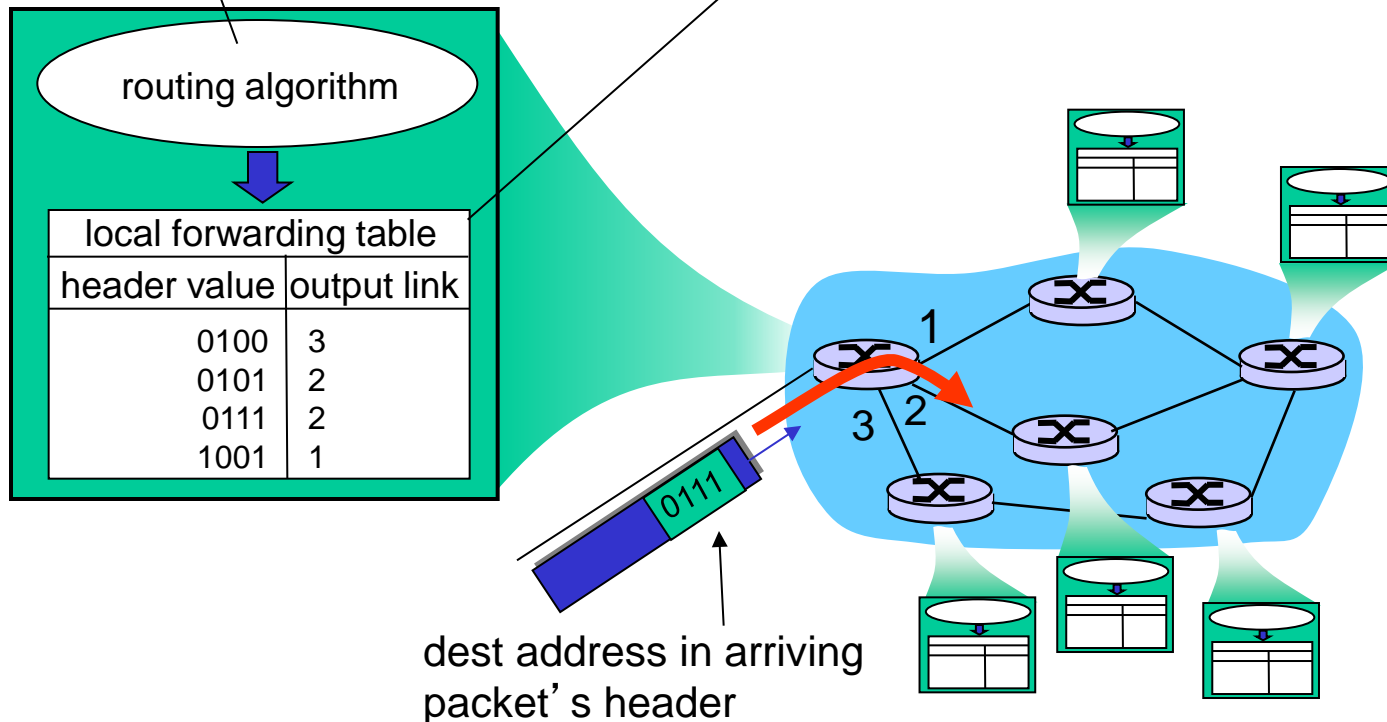 routing algorithm
local forwarding table
header value output link
0100 3
0101 2
0111 2
1001 1
1
2
3
0111
dest address in arriving
packet’s header